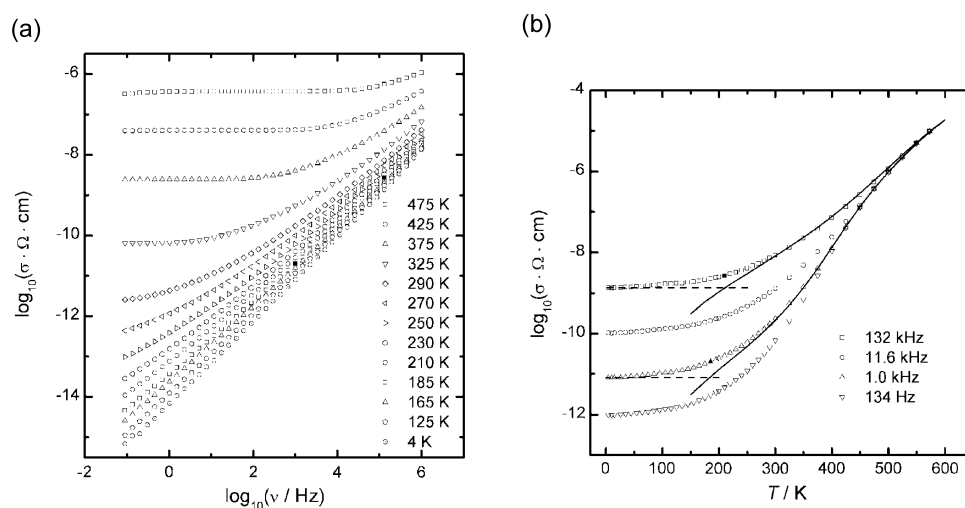 (a)
(b)
-6
-8
-10
-12
-14
log10(σ · Ω · cm)
-2
0
2
4
6
log10(ν / Hz)
475 K
425 K
375 K
325 K
290 K
270 K
250 K
230 K
210 K
185 K
165 K
125 K
4 K
-4
-6
-8
-10
-12
log10(σ · Ω · cm)
0
100
200
300
400
500
600
T / K
132 kHz
11.6 kHz
1.0 kHz
134 Hz